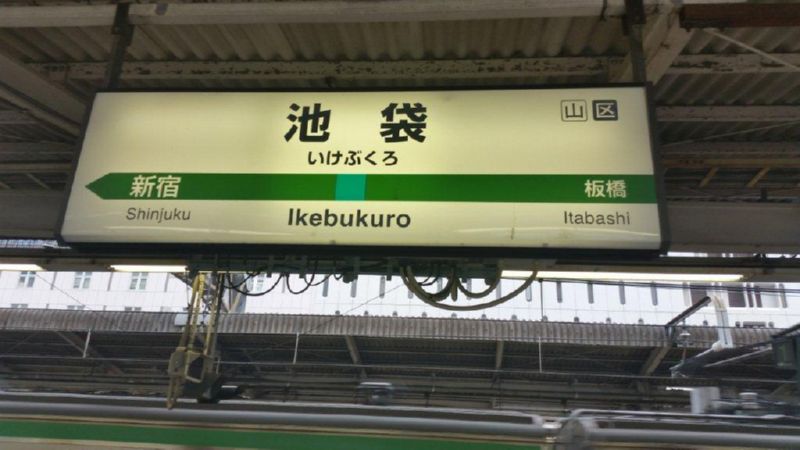 池袋
山 区
いけぶくろ
新宿 板橋
Shinjuku Ikebukuro Itabashi